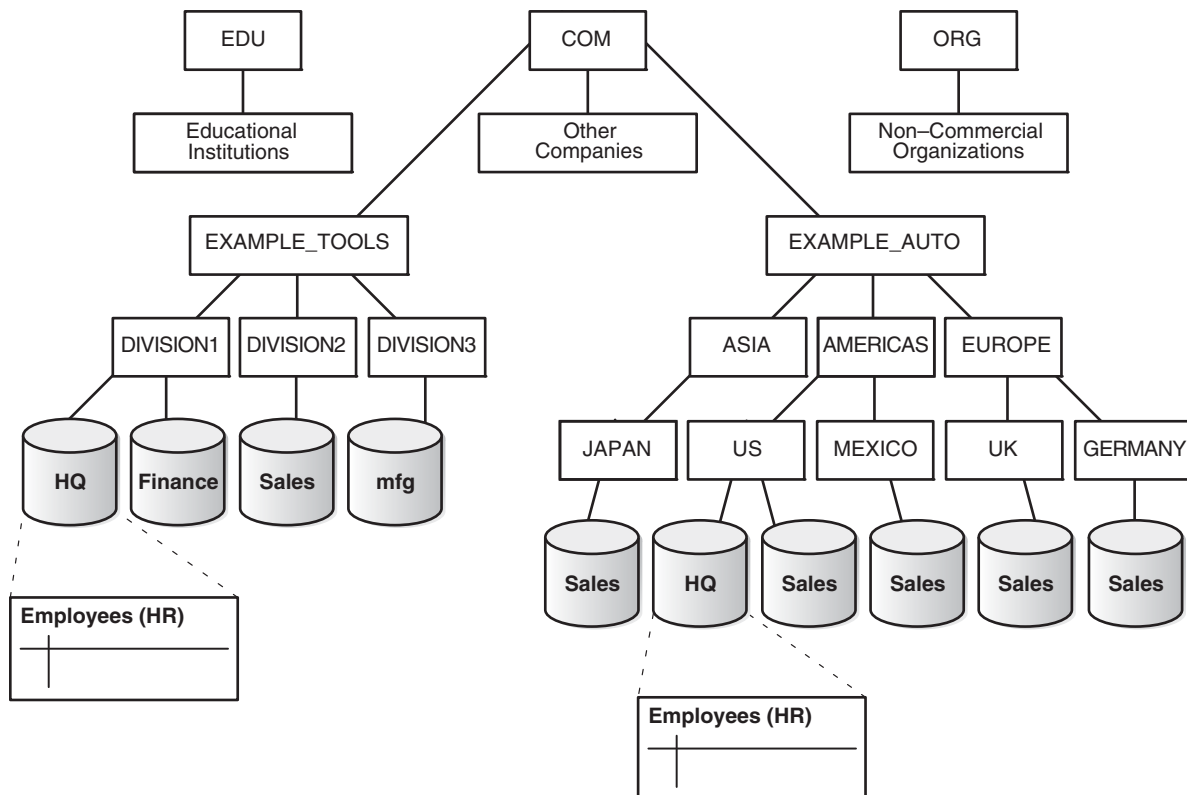 EDU
COM
ORG
Educational
Institutions
Other
Companies
Non–Commercial
Organizations
EXAMPLE_TOOLS
EXAMPLE_AUTO
DIVISION1
DIVISION2
DIVISION3
ASIA
AMERICAS
EUROPE
HQ
Finance
Sales
mfg
JAPAN
US
MEXICO
UK
GERMANY
Sales
HQ
Sales
Sales
Sales
Sales
Employees (HR)
Employees (HR)